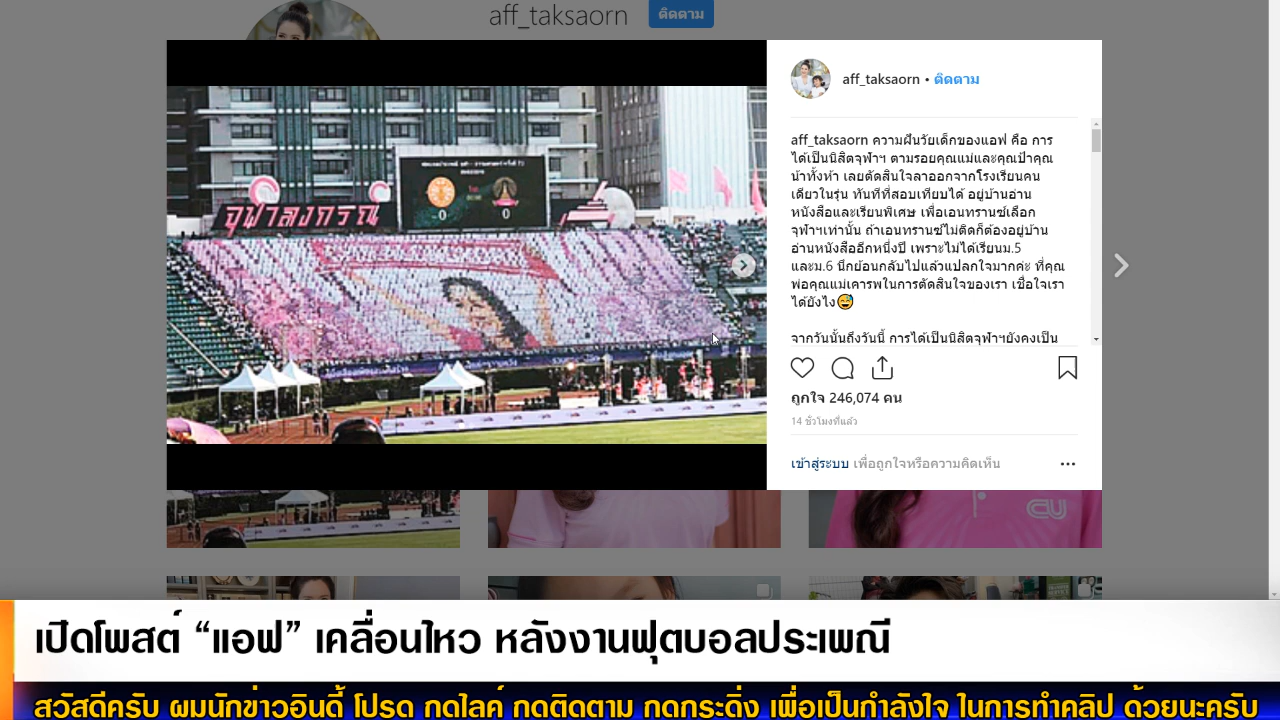 aff_taksaorn ติดตาม
aff_taksaorn • ติดตาม
aff_taksaorn ความฝันวัยเด็กของแอฟ คือ การ
ได้เป็นนิสิตจุฬาฯ ตามรอยคุณแม่และคุณป้าคุณ
น้าทั้งห้า เลยตัดสินใจลาออกจากโรงเรียนคน
เดียวในรุ่น ทันทีที่สอบเทียบได้ อยู่บ้านอ่าน
หนังสือและเรียนพิเศษ เพื่อเอนทรานซ์เลือก
จุฬาฯเท่านั้น ถ้าเอนทรานซ์ไม่ติดก็ต้องอยู่บ้าน
อ่านหนังสืออีกหนึ่งปี เพราะไม่ได้เรียนม.5
และม.6 นึกย้อนกลับไปแล้วแปลกใจมากค่ะ ที่คุณ
พ่อคุณแม่เคารพในการตัดสินใจของเรา เชื่อใจเรา
ได้ยังไง😅
จากวันนั้นถึงวันนี้ การได้เป็นนิสิตจุฬาฯยังคงเป็น
จุฬาลงกรณ์
0 0
ถูกใจ 246,074 คน
14 ชั่วโมงที่แล้ว
เข้าสู่ระบบ เพื่อถูกใจหรือความคิดเห็น
CU
เปิดโพสต์ “แอฟ” เคลื่อนไหว หลังงานฟุตบอลประเพณี
สวัสดีครับ ผมนักข่าวอินดี้ โปรด กดไลค์ กดติดตาม กดกระดิ่ง เพื่อเป็นกำลังใจ ในการทำคลิป ด้วยนะครับ